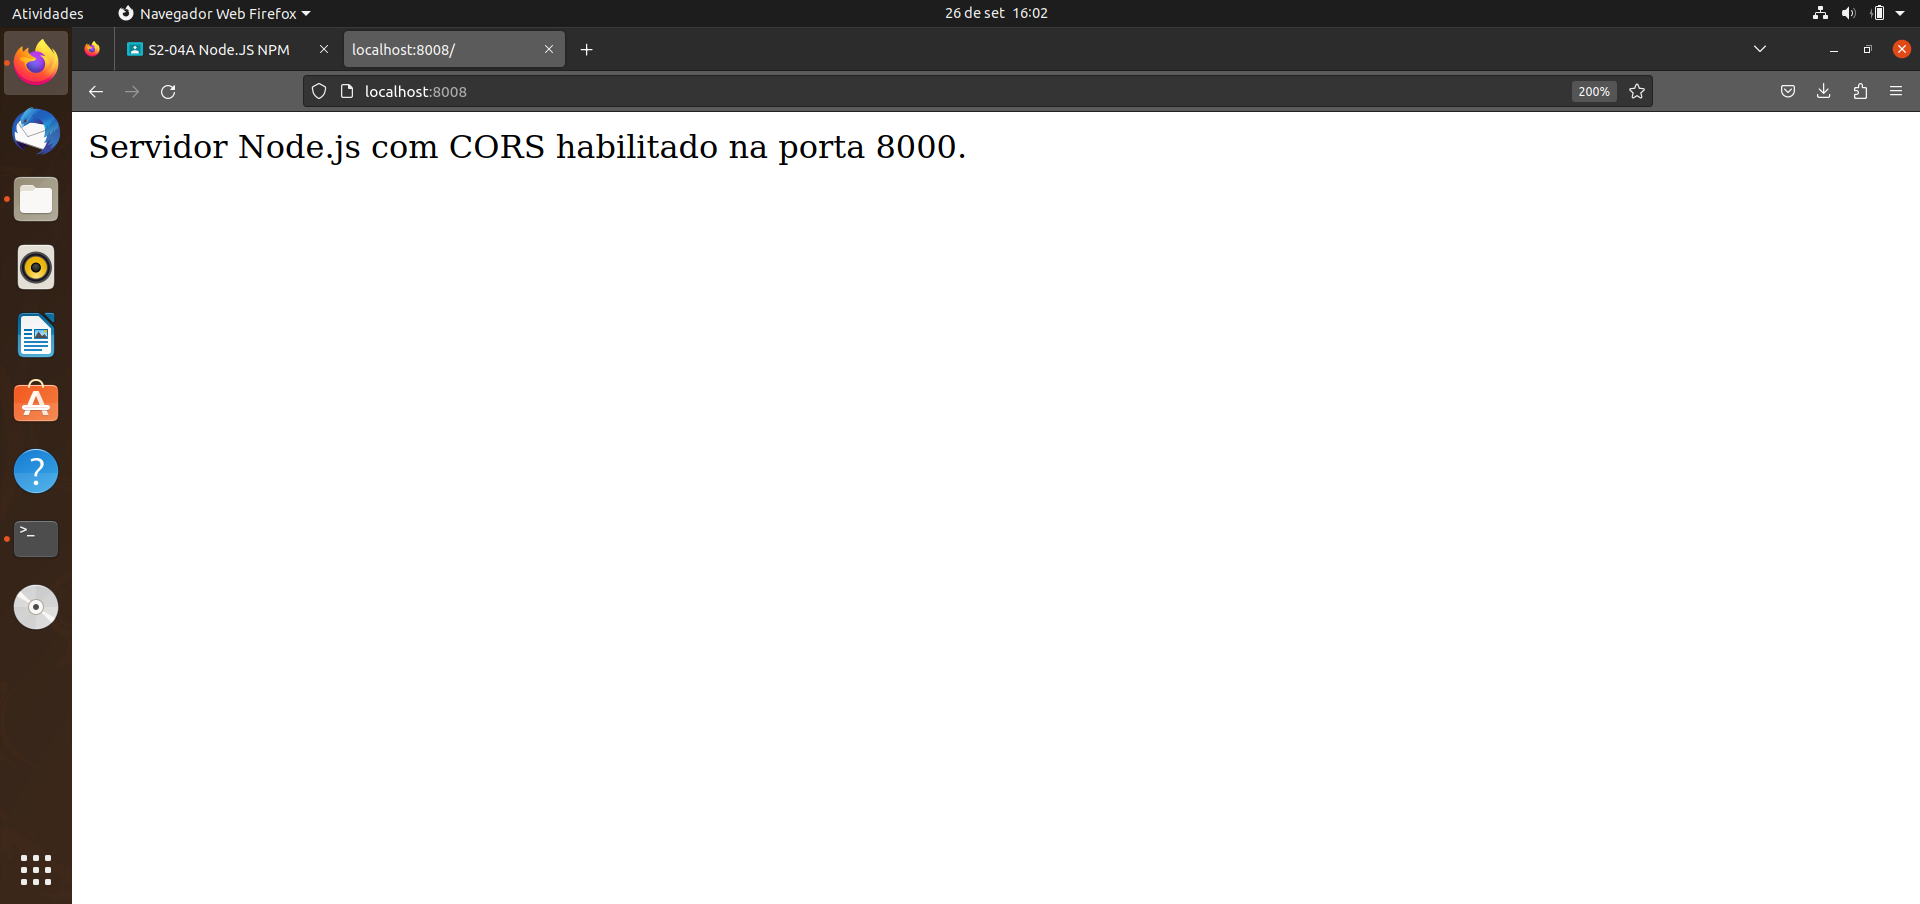 Atividades
Navegador Web Firefox
26 de set 16:02
S2-04A Node.JS NPM
localhost:8008/
localhost:8008
200%
Servidor Node.js com CORS habilitado na porta 8000.